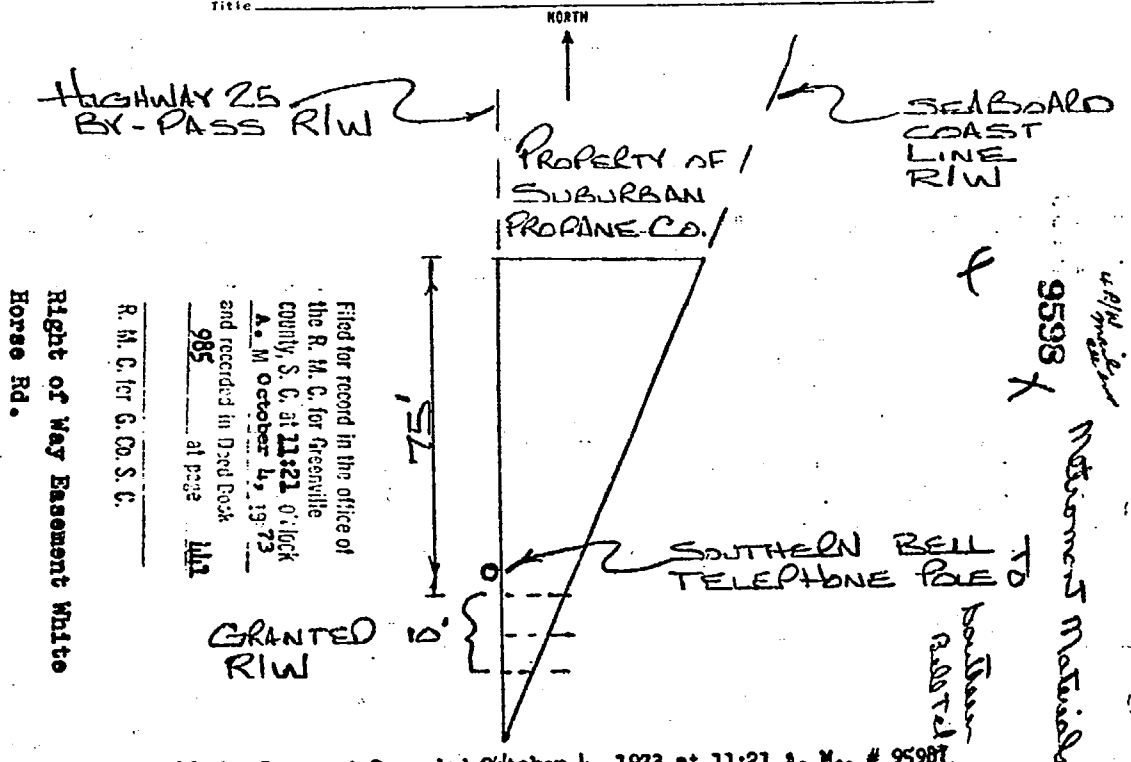 Title
NORTH
HIGHWAY 25
BY-PASS R/W
SEABOARD
COAST
LINE
R/W
PROPERTY OF
SUBURBAN
PROPANE CO.
75'
SOUTHERN BELL
TELEPHONE POLE
GRANTED 10'
R/W
Filed for record in the office of
the R. M. C. for Greenville
county, S. C. at 11:21 o'clock
A. M October 4, 19 73
and recorded in Deed Book
985 at page
R. M. C. for G. Co. S. C.
Right of Way Easement White
Horse Rd.
9598
X
Materials
To
Southern
Bell Tel
Recorded October 4, 1973 at 11:21 A. M., # 9598